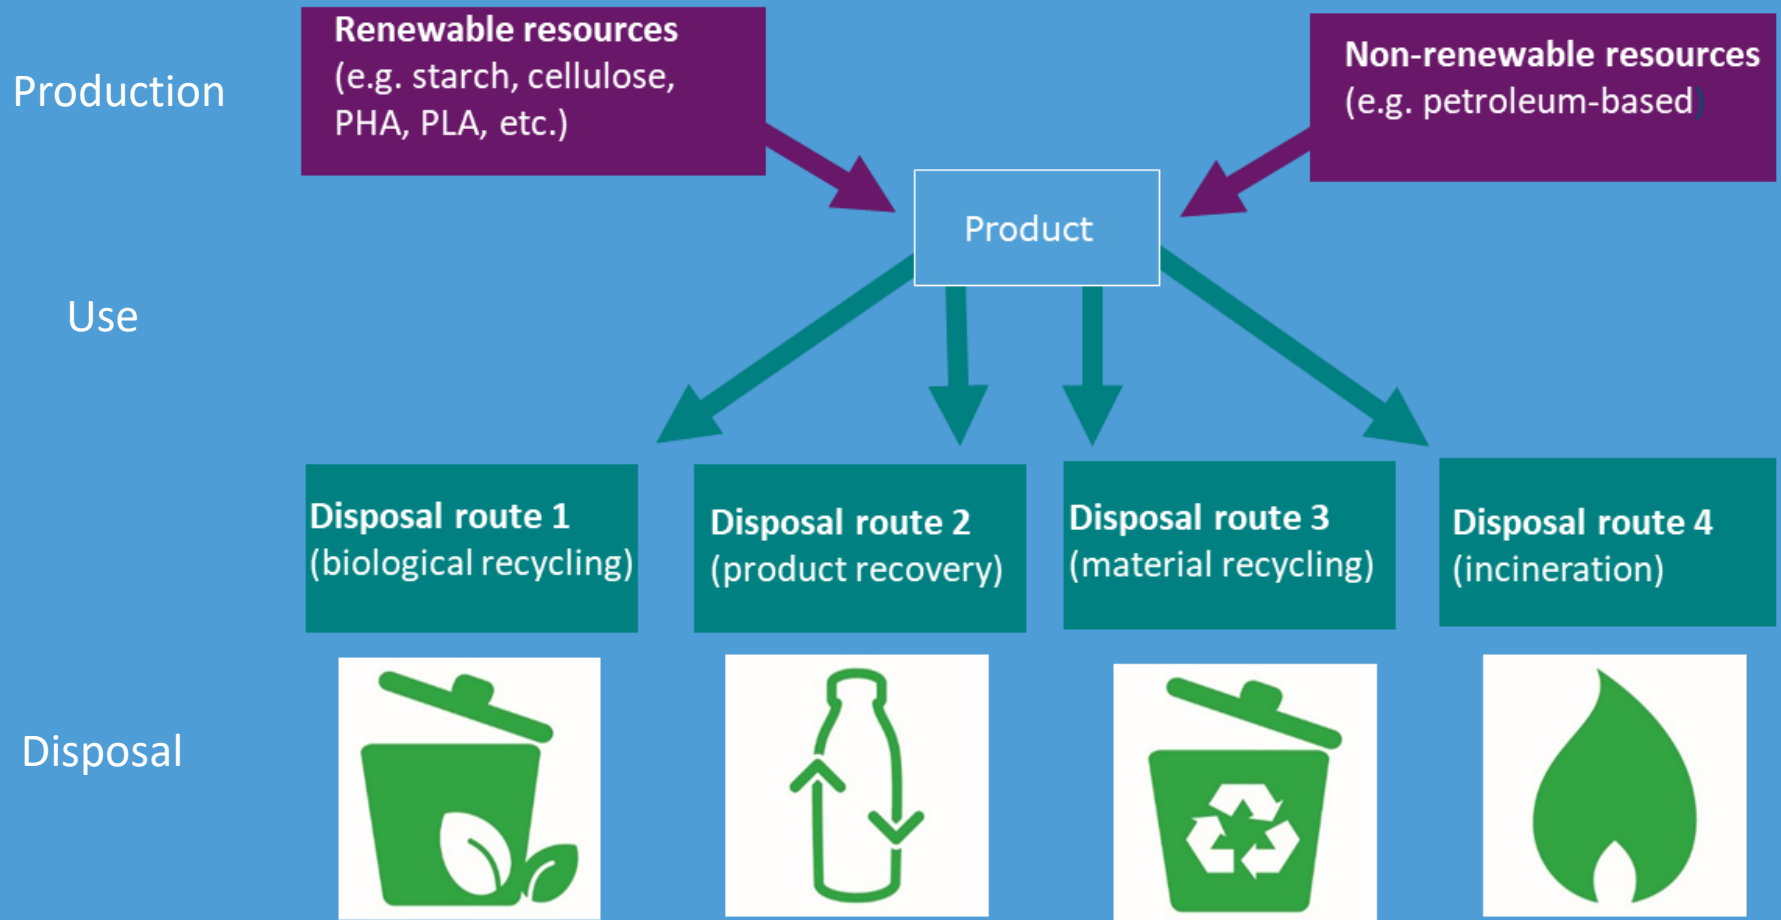 Production
Renewable resources
(e.g. starch, cellulose,
PHA, PLA, etc.)
Non-renewable resources
(e.g. petroleum-based)
Product
Use
Disposal route 1
(biological recycling)
Disposal route 2
(product recovery)
Disposal route 3
(material recycling)
Disposal route 4
(incineration)
Disposal